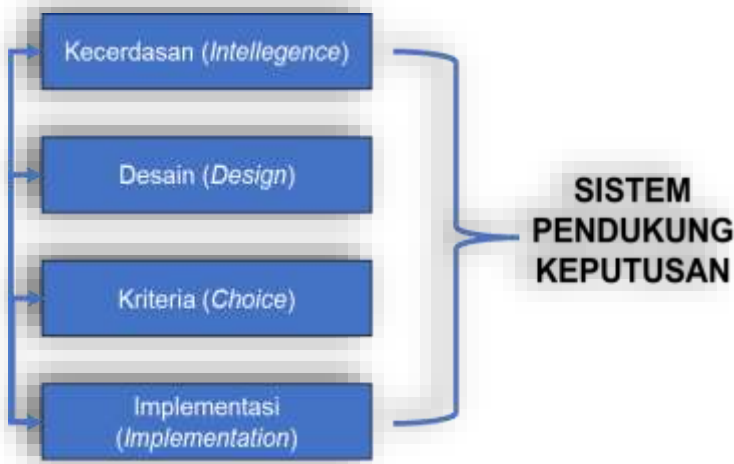 Kecerdasan (Intellegence)
Desain (Design)
Kriteria (Choice)
Implementasi
(Implementation)
SISTEM
PENDUKUNG
KEPUTUSAN